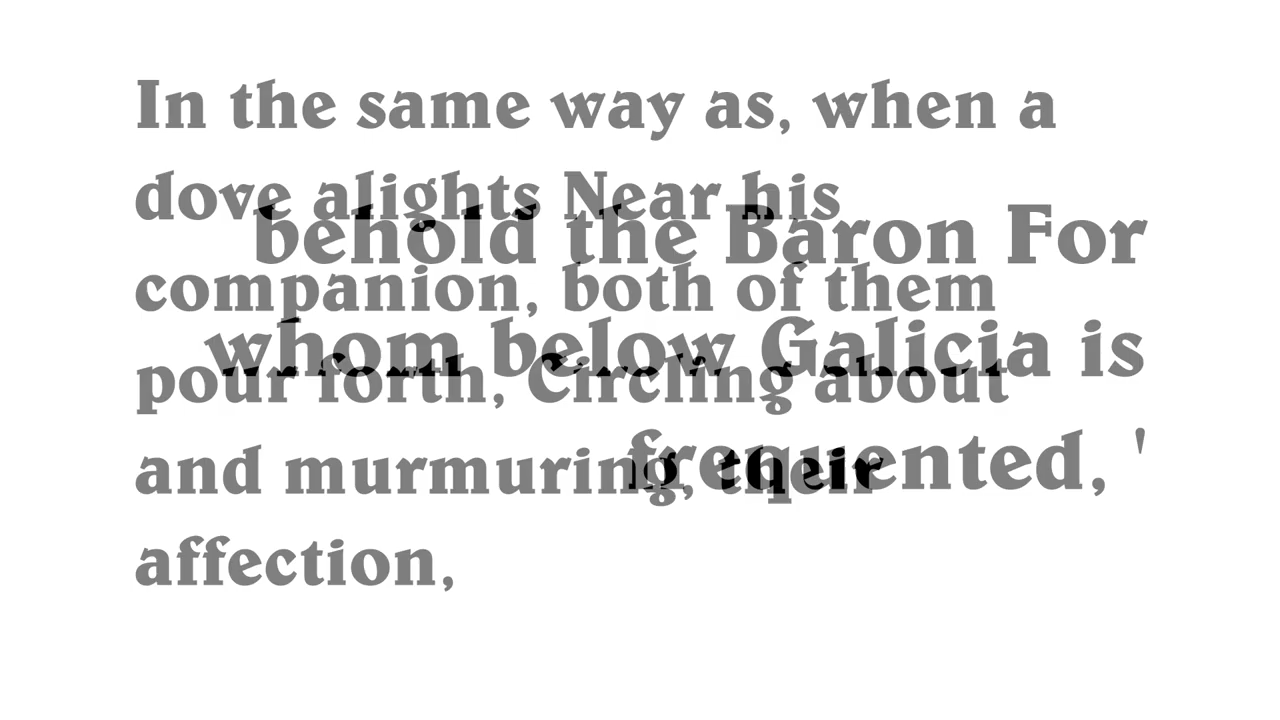 In the same way as, when a
dove alights Near his
companion, both of them
pour forth, Circling about
and murmuring, their
affection,
behold the Baron For
whom below Galicia is
frequented, '